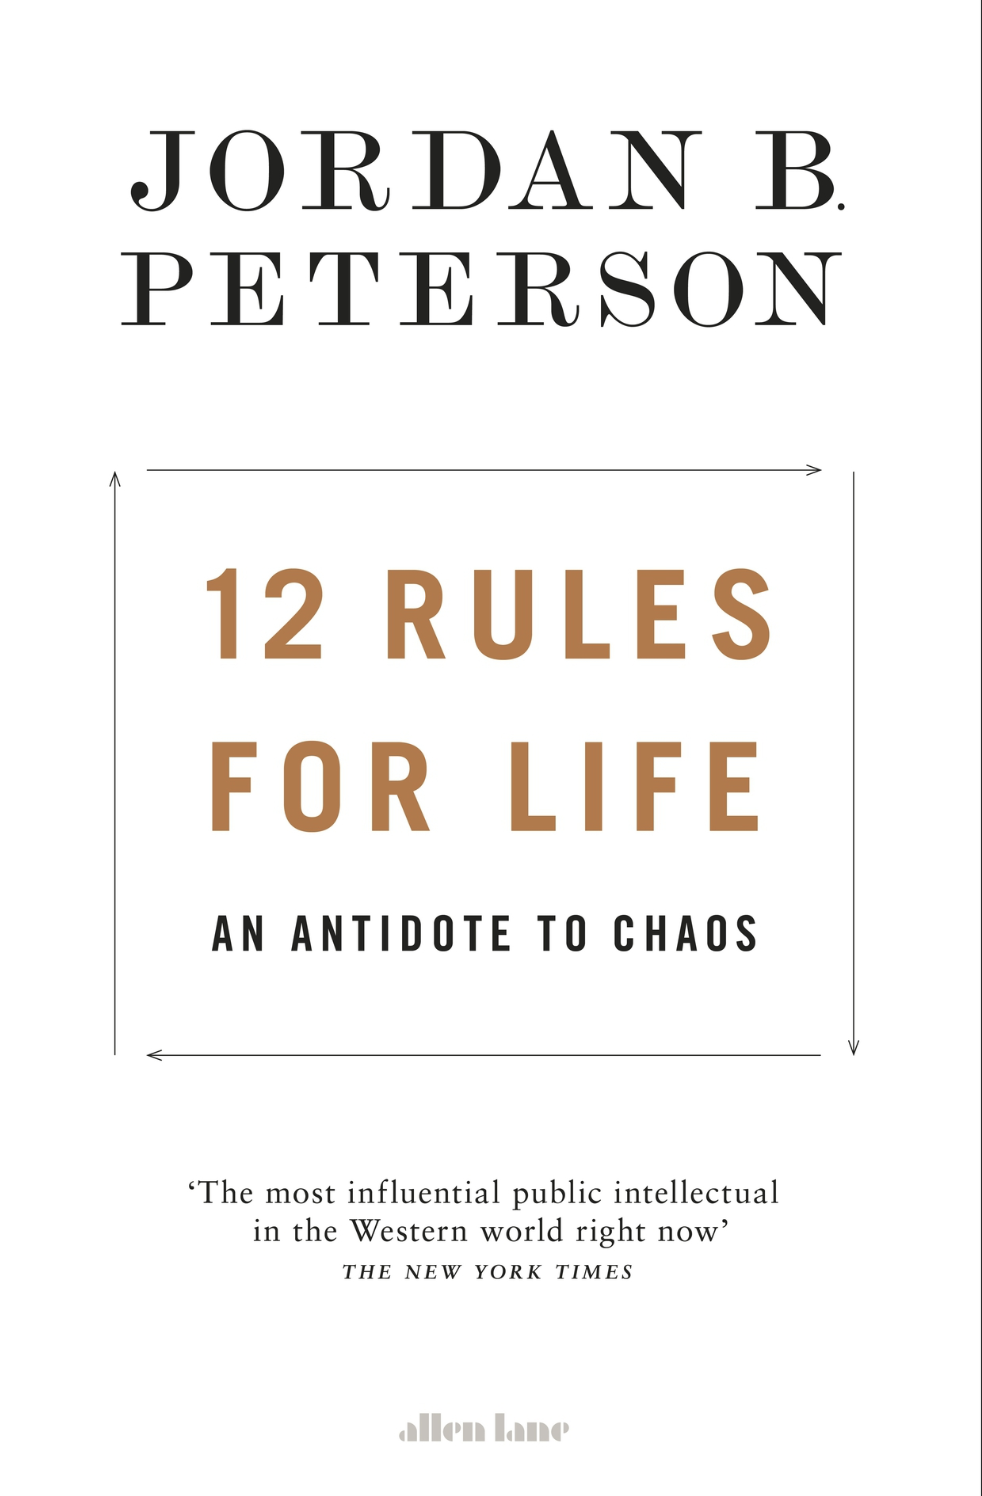 JORDAN B.
PETERSON
12 RULES
FOR LIFE
AN ANTIDOTE TO CHAOS
‘The most influential public intellectual
in the Western world right now’
THE NEW YORK TIMES
allen lane